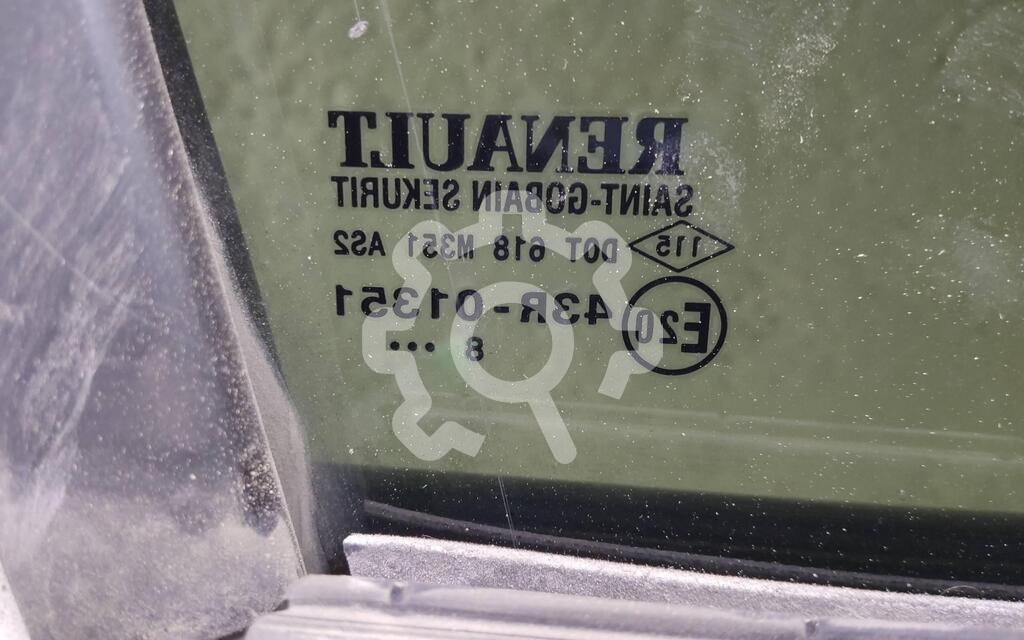 RENAULT
SAINT-GOBAIN SEKURIT
115 DOT 618 M351 AS2
E20 43R-01351
8 •••